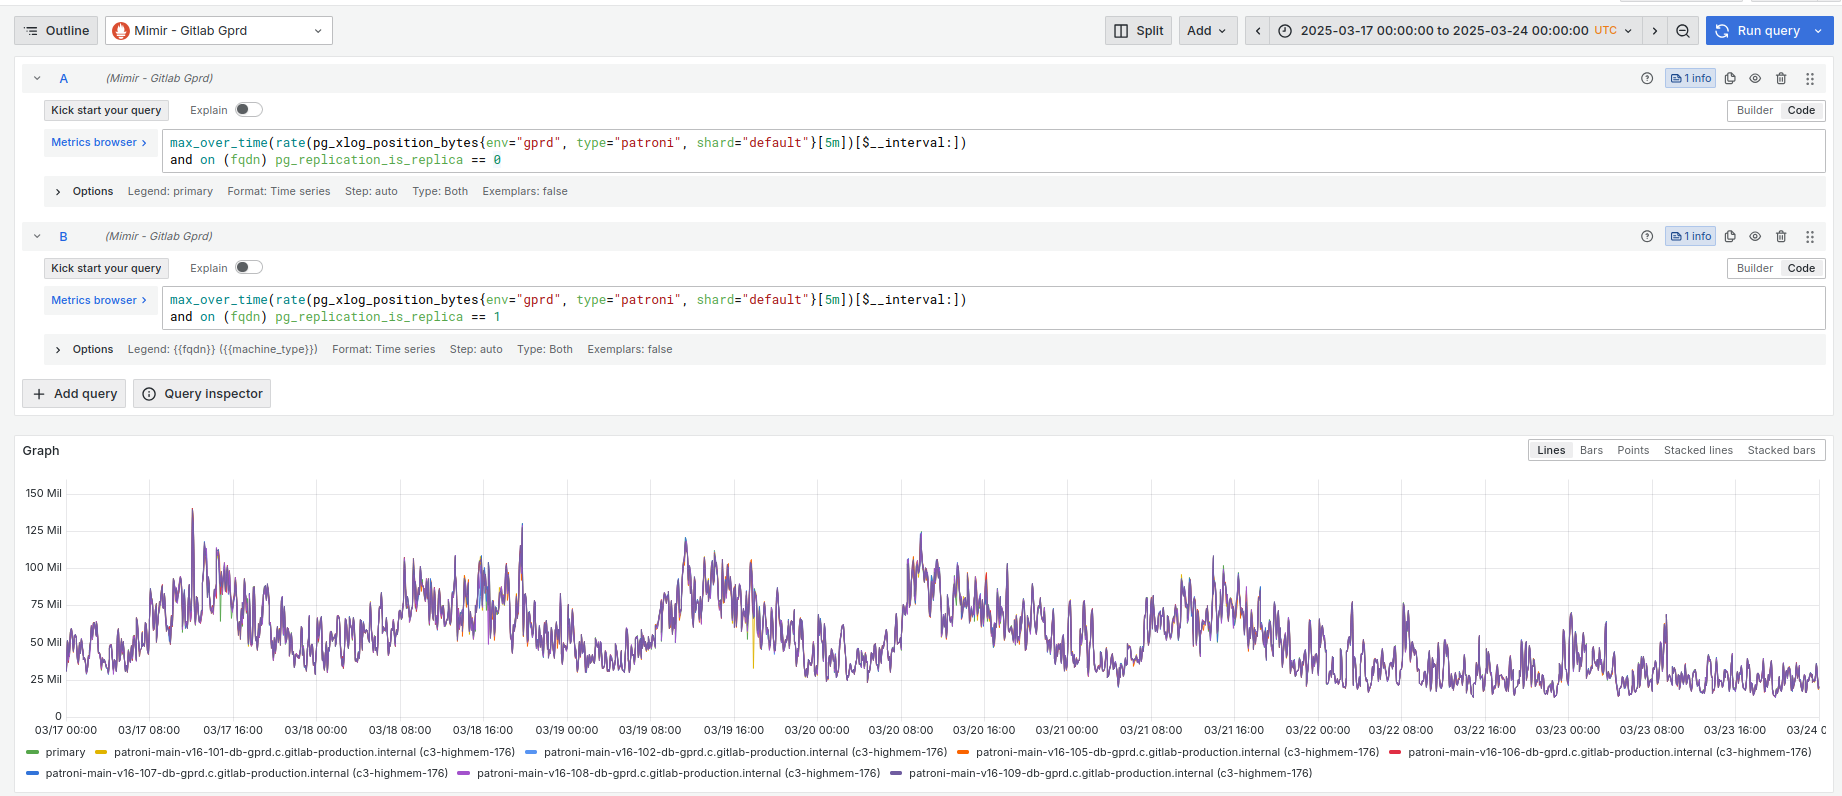 Outline
Mimir - Gitlab Gprd
Split
Add
2025-03-17 00:00:00 to 2025-03-24 00:00:00 UTC
Run query
A (Mimir - Gitlab Gprd)
1 info
Kick start your query
Explain
Builder Code
Metrics browser >
max_over_time(rate(pg_xlog_position_bytes{env="gprd", type="patroni", shard="default"}[5m])[$__interval:])
and on (fqdn) pg_replication_is_replica == 0
Options Legend: primary Format: Time series Step: auto Type: Both Exemplars: false
B (Mimir - Gitlab Gprd)
1 info
Kick start your query
Explain
Builder Code
Metrics browser >
max_over_time(rate(pg_xlog_position_bytes{env="gprd", type="patroni", shard="default"}[5m])[$__interval:])
and on (fqdn) pg_replication_is_replica == 1
Options Legend: {{fqdn}} ({{machine_type}}) Format: Time series Step: auto Type: Both Exemplars: false
+ Add query
Query inspector
Graph
Lines Bars Points Stacked lines Stacked bars
150 Mil
125 Mil
100 Mil
75 Mil
50 Mil
25 Mil
0
03/17 00:00 03/17 08:00 03/17 16:00 03/18 00:00 03/18 08:00 03/18 16:00 03/19 00:00 03/19 08:00 03/19 16:00 03/20 00:00 03/20 08:00 03/20 16:00 03/21 00:00 03/21 08:00 03/21 16:00 03/22 00:00 03/22 08:00 03/22 16:00 03/23 00:00 03/23 08:00 03/23 16:00 03/24 0
primary patroni-main-v16-101-db-gprd.c.gitlab-production.internal (c3-highmem-176) patroni-main-v16-102-db-gprd.c.gitlab-production.internal (c3-highmem-176) patroni-main-v16-105-db-gprd.c.gitlab-production.internal (c3-highmem-176) patroni-main-v16-106-db-gprd.c.gitlab-production.internal (c3-highmem-176)
patroni-main-v16-107-db-gprd.c.gitlab-production.internal (c3-highmem-176) patroni-main-v16-108-db-gprd.c.gitlab-production.internal (c3-highmem-176) patroni-main-v16-109-db-gprd.c.gitlab-production.internal (c3-highmem-176)